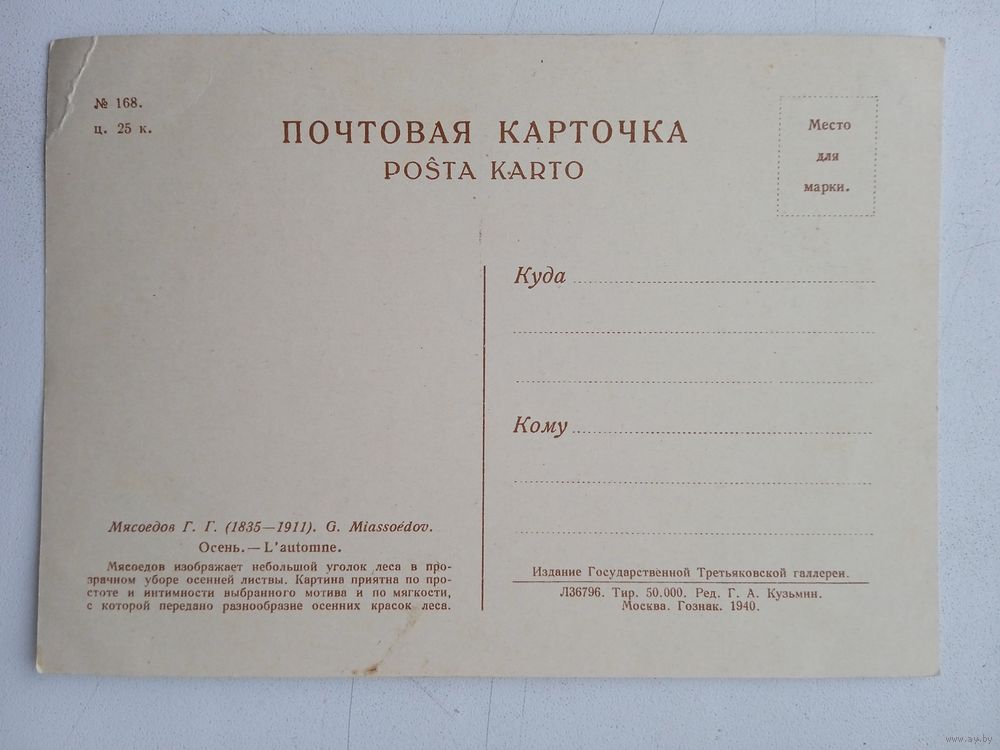 № 168.
ц. 25 к.
ПОЧТОВАЯ КАРТОЧКА
POŜTA KARTO
Место
для
марки.
Куда
Кому
Мясоедов Г. Г. (1835—1911). G. Miassoédov.
Осень.—L'automne.
Мясоедов изображает небольшой уголок леса в про-
зрачном уборе осенней листвы. Картина приятна по про-
стоте и интимности выбранного мотива и по мягкости,
с которой передано разнообразие осенних красок леса.
Издание Государственной Третьяковской галлереи.
Л36796. Тир. 50.000. Ред. Г. А. Кузьмин.
Москва. Гознак. 1940.
www.ay.by